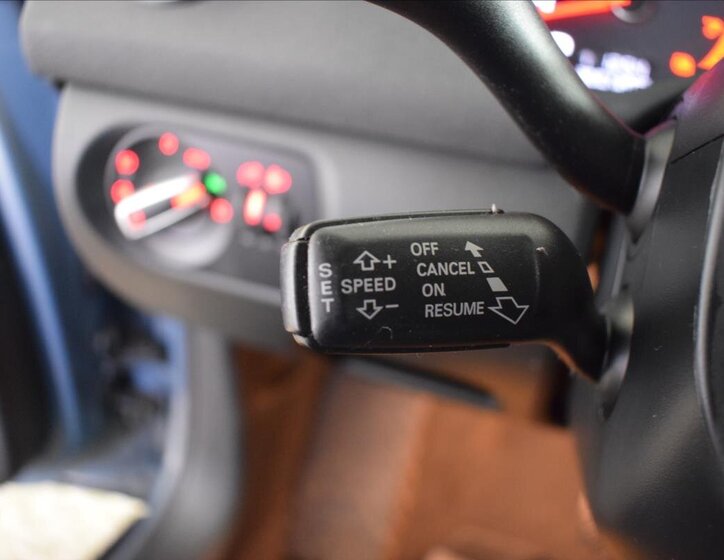 SET
SPEED
+
-
OFF
CANCEL
ON
RESUME